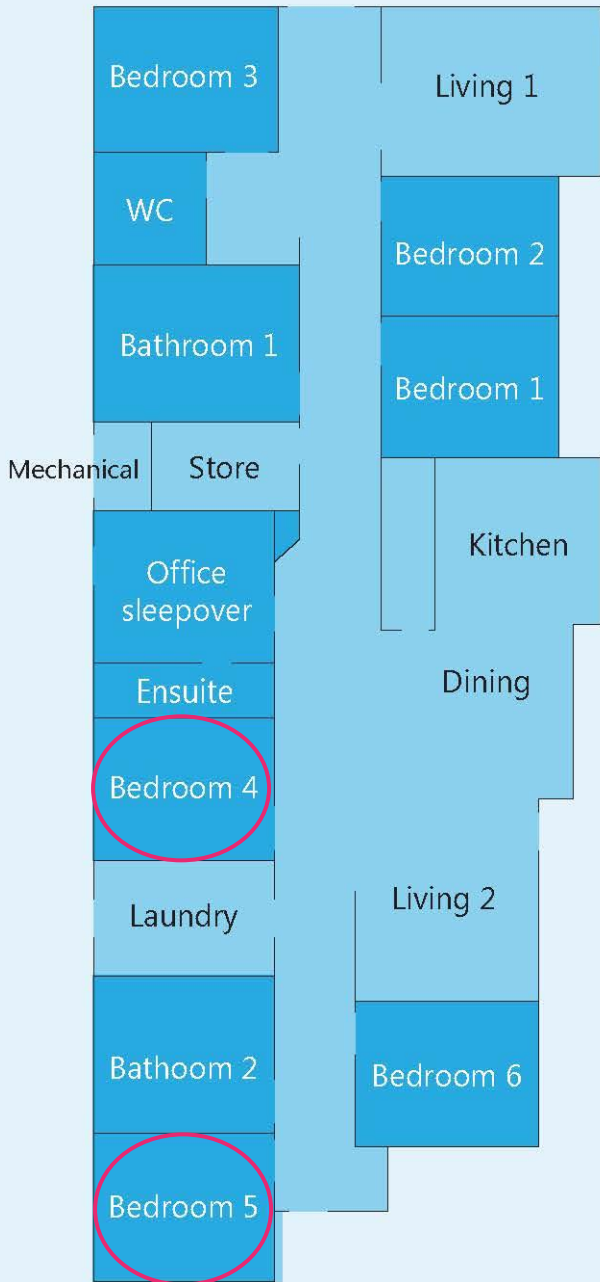 Bedroom 3
Living 1
WC
Bedroom 2
Bathroom 1
Bedroom 1
Mechanical
Store
Kitchen
Office
sleepover
Dining
Ensuite
Bedroom 4
Living 2
Laundry
Bathoom 2
Bedroom 6
Bedroom 5